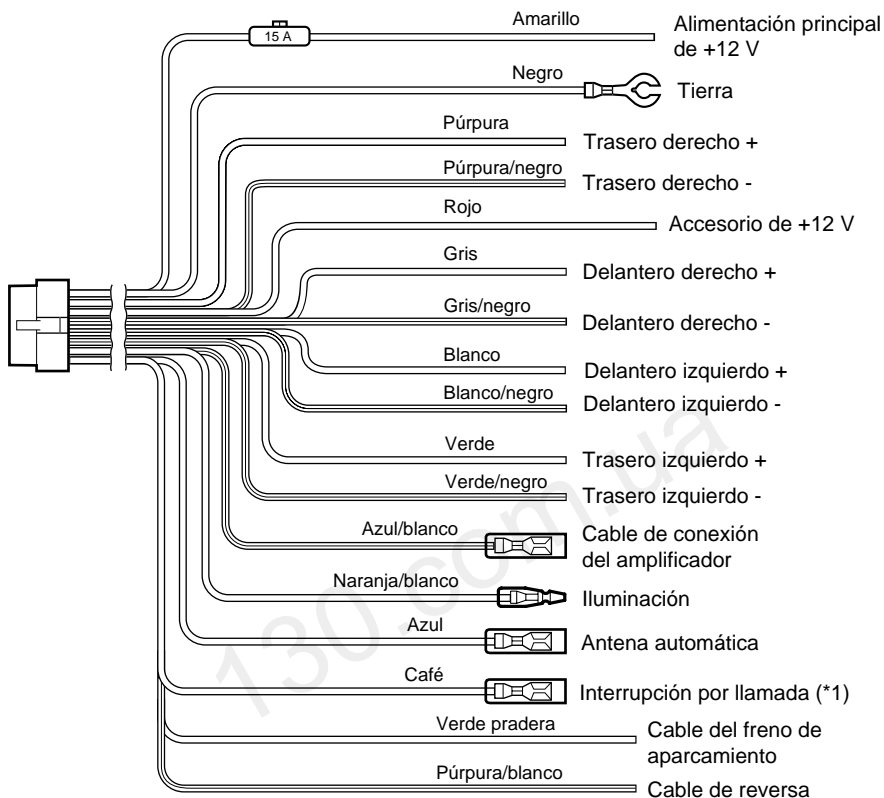 Amarillo
15 A
Alimentación principal
de +12 V
Negro
Tierra
Púrpura
Trasero derecho +
Púrpura/negro
Trasero derecho -
Rojo
Accesorio de +12 V
Gris
Delantero derecho +
Gris/negro
Delantero derecho -
Blanco
Delantero izquierdo +
Blanco/negro
Delantero izquierdo -
Verde
Trasero izquierdo +
Verde/negro
Trasero izquierdo -
Azul/blanco
Cable de conexión
del amplificador
Naranja/blanco
Iluminación
Azul
Antena automática
Café
Interrupción por llamada (*1)
Verde pradera
Cable del freno de
aparcamiento
Púrpura/blanco
Cable de reversa
130.com.ua